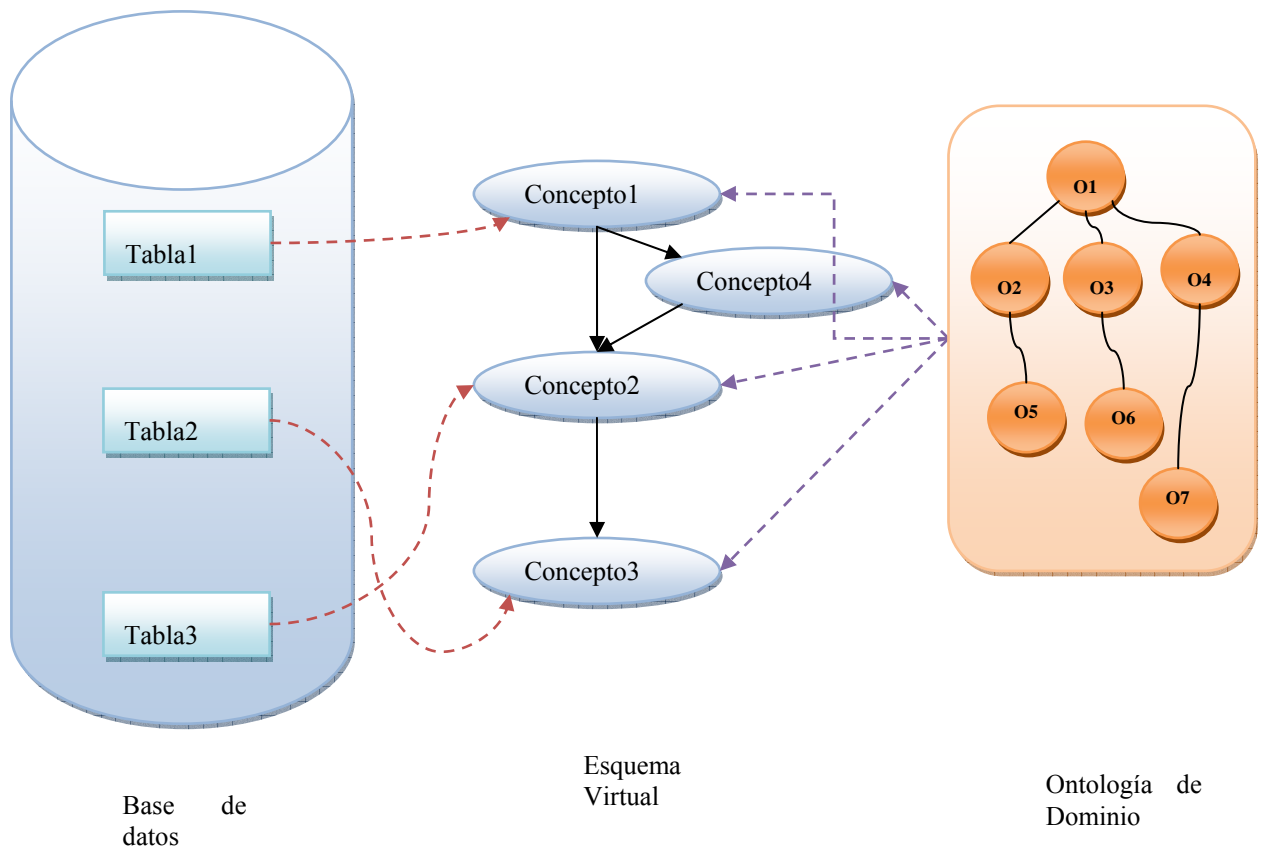 Tabla1
Tabla2
Tabla3
Concepto1
Concepto4
Concepto2
Concepto3
O1
O2
O3
O4
O5
O6
O7
Base de
datos
Esquema
Virtual
Ontología de
Dominio